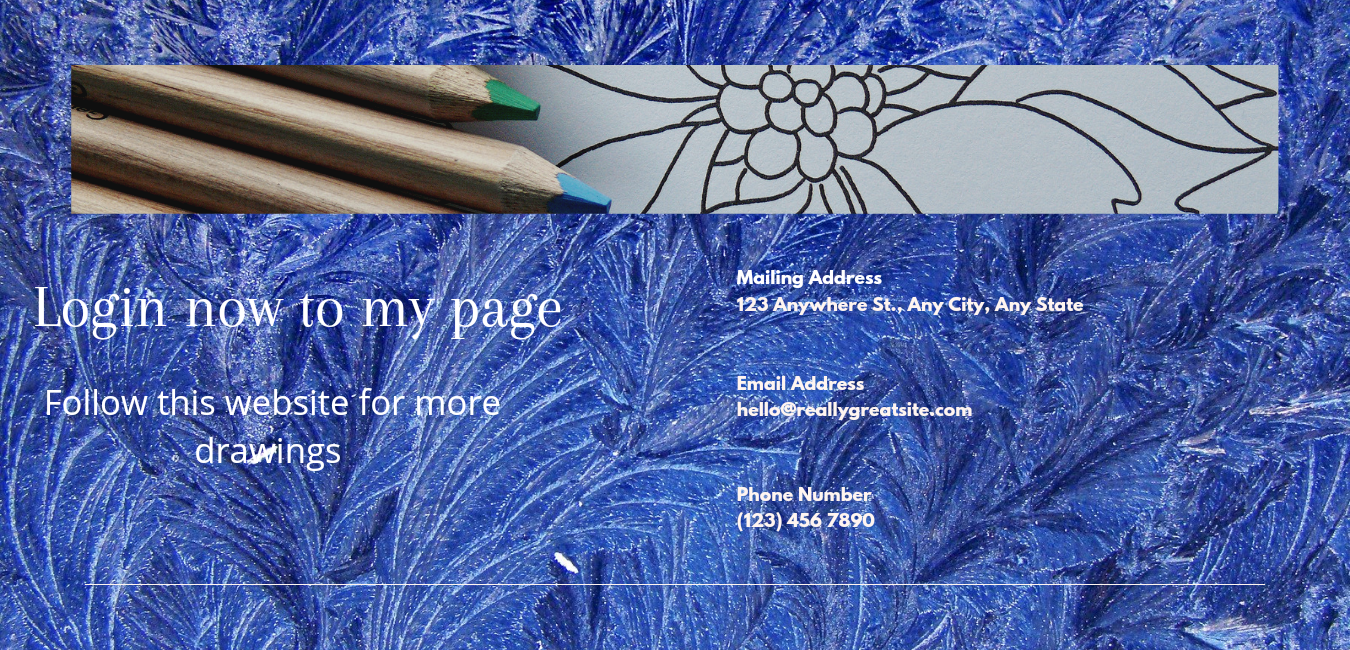 Login now to my page
Follow this website for more
drawings
Mailing Address
123 Anywhere St., Any City, Any State
Email Address
hello@reallygreatsite.com
Phone Number
(123) 456 7890